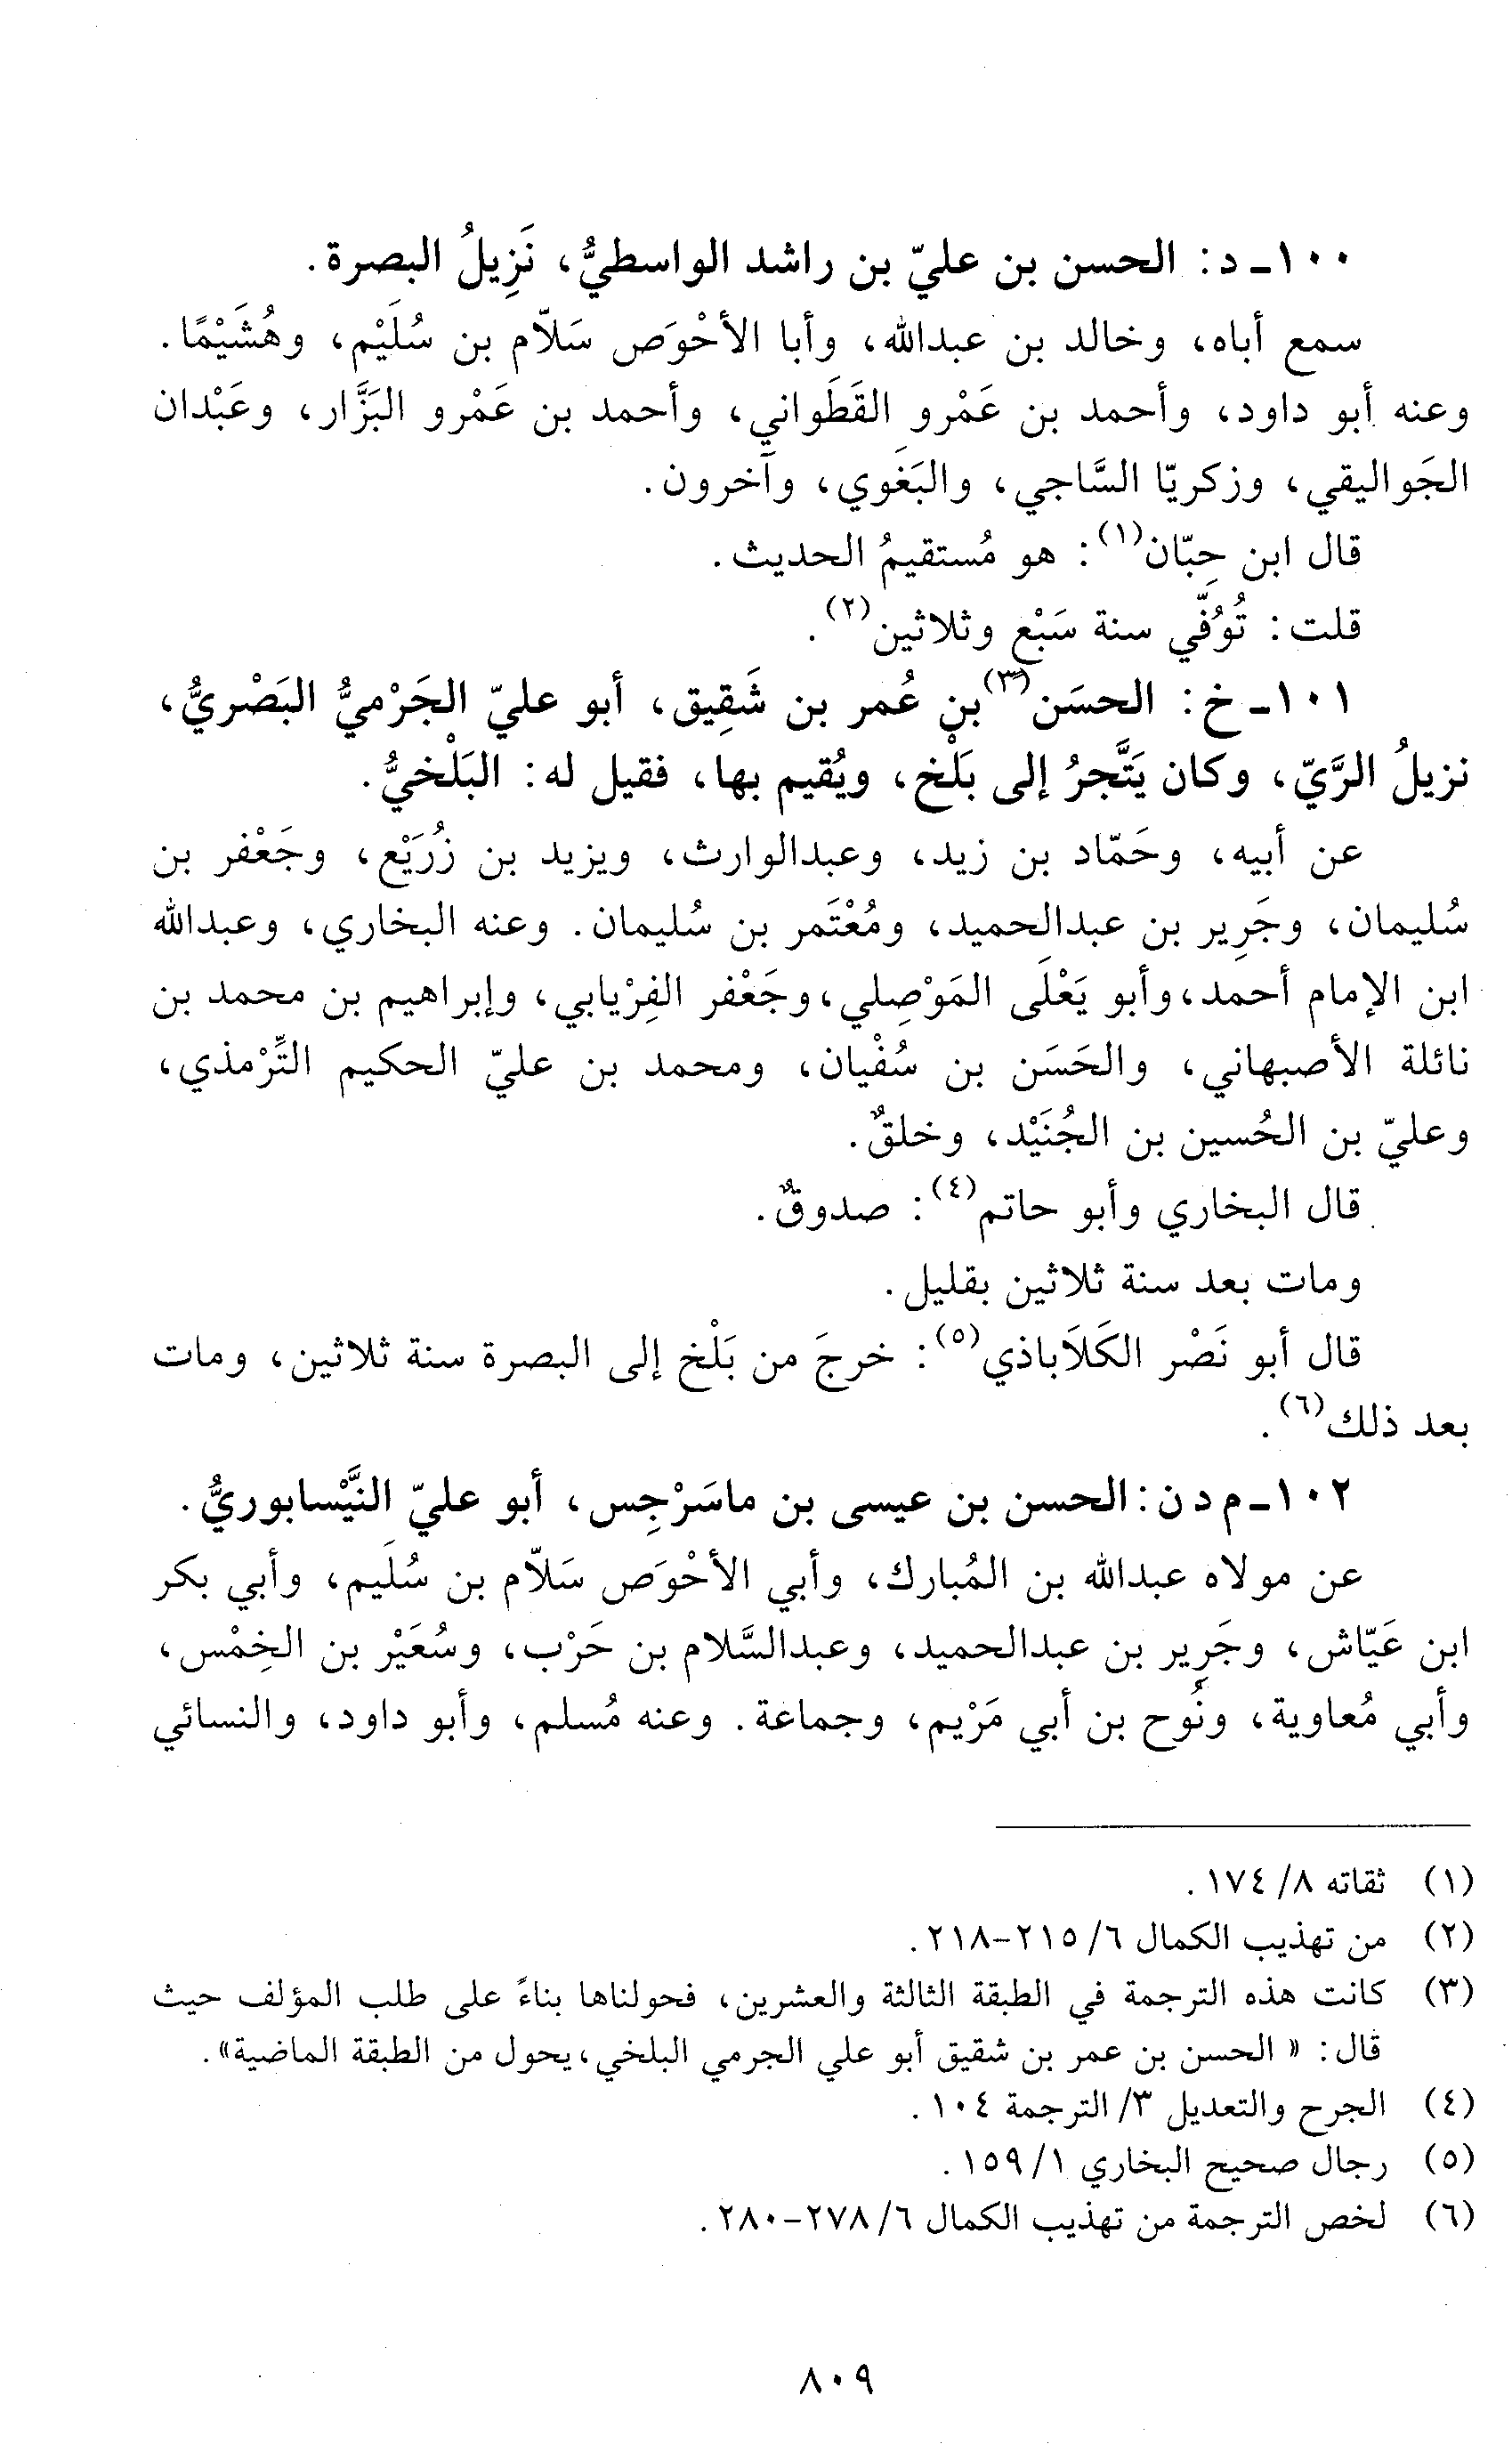 ١٠٠- د: الحسن بن عليّ بن راشد الواسطيُّ، نَزِيلُ البصرة.
سمع أباه، وخالد بن عبدالله، وأبا الأحْوَص سَلاّم بن سُلَيْم، وهُشَيْمًا.
وعنه أبو داود، وأحمد بن عَمْرو القَطَواني، وأحمد بن عَمْرو البَزَّار، وعَبْدان
الجَواليقي، وزكريّا السَّاجي، والبَغَوي، وآخرون.
قال ابن حِبّان(١): هو مُستقيمُ الحديث.
قلت: تُوُفِّي سنة سَبْع وثلاثين(٢).
١٠١- خ: الحسَن(٣) بن عُمر بن شَقِيق، أبو عليّ الجَرْميُّ البَصْريُّ،
نزيلُ الرَّيّ، وكان يَتَّجرُ إلى بَلْخ، ويُقيم بها، فقيل له: البَلْخيُّ.
عن أبيه، وحَمّاد بن زيد، وعبدالوارث، ويزيد بن زُرَيْع، وجَعْفر بن
سُليمان، وجَرِير بن عبدالحميد، ومُعْتَمر بن سُليمان. وعنه البخاري، وعبدالله
ابن الإمام أحمد، وأبو يَعْلَى المَوْصِلي، وجَعْفر الفِرْيابي، وإبراهيم بن محمد بن
نائلة الأصبهاني، والحَسَن بن سُفْيان، ومحمد بن عليّ الحكيم التِّرْمذي،
وعليّ بن الحُسين بن الجُنَيْد، وخلقٌ.
قال البخاري وأبو حاتم(٤): صدوقٌ.
ومات بعد سنة ثلاثين بقليل.
قال أبو نَصْر الكَلَاباذي(٥): خرجَ من بَلْخ إلى البصرة سنة ثلاثين، ومات
بعد ذلك(٦).
١٠٢- م د ن: الحسن بن عيسى بن ماسَرْجِس، أبو عليّ النَّيْسابوريُّ.
عن مولاه عبدالله بن المُبارك، وأبي الأحْوَص سَلاّم بن سُلَيم، وأبي بكر
ابن عَيّاش، وجَرِير بن عبدالحميد، وعبدالسَّلام بن حَرْب، وسُعَيْر بن الخِمْس،
وأبي مُعاوية، ونُوح بن أبي مَرْيم، وجماعة. وعنه مُسلم، وأبو داود، والنسائي
(١) ثقاته ٨/ ١٧٤.
(٢) من تهذيب الكمال ٦/ ٢١٥-٢١٨.
(٣) كانت هذه الترجمة في الطبقة الثالثة والعشرين، فحولناها بناءً على طلب المؤلف حيث
قال: «الحسن بن عمر بن شقيق أبو علي الجرمي البلخي، يحول من الطبقة الماضية».
(٤) الجرح والتعديل ٣/ الترجمة ١٠٤.
(٥) رجال صحيح البخاري ١/ ١٥٩.
(٦) لخص الترجمة من تهذيب الكمال ٦/ ٢٧٨-٢٨٠.
٨٠٩